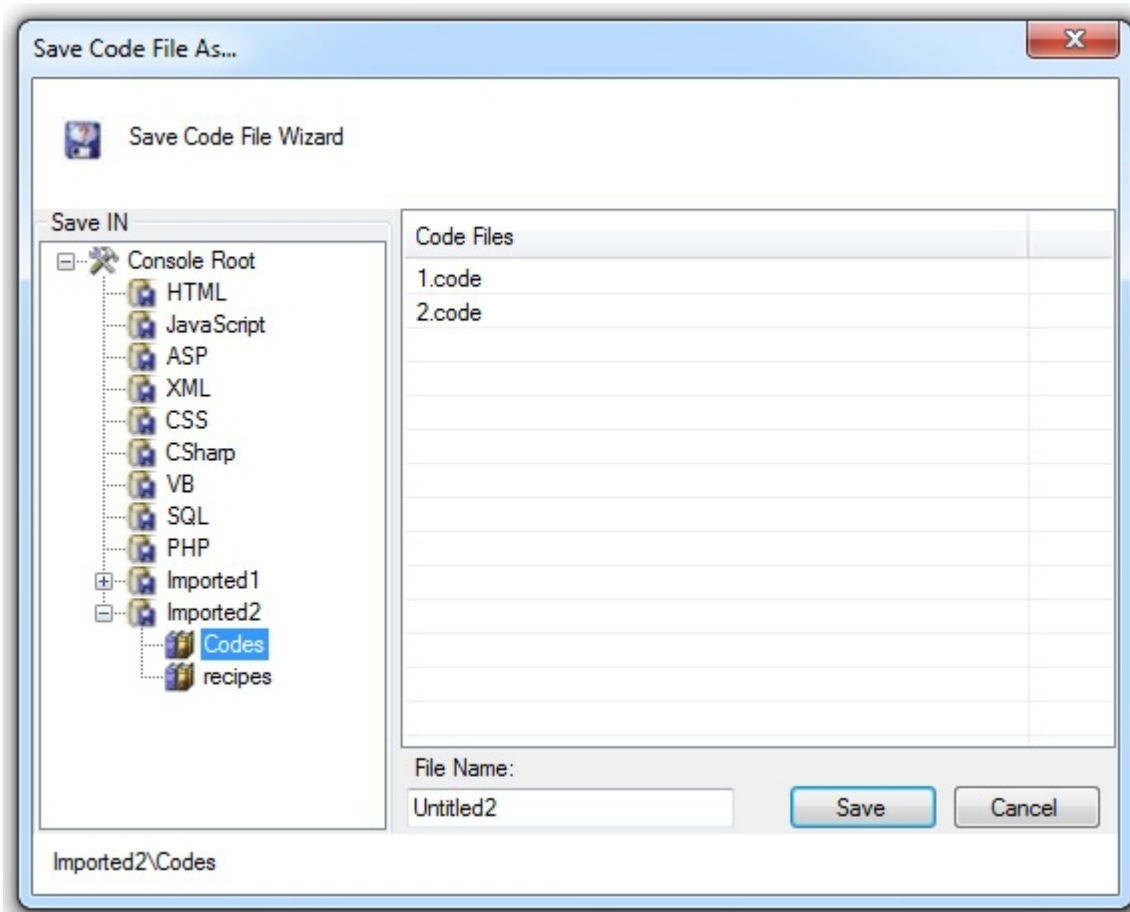 Save Code File As...
Save Code File Wizard
Save IN
Console Root
HTML
JavaScript
ASP
XML
CSS
CSharp
VB
SQL
PHP
Imported1
Imported2
Codes
recipes
Code Files
1.code
2.code
File Name:
Untitled2
Save
Cancel
Imported2\Codes